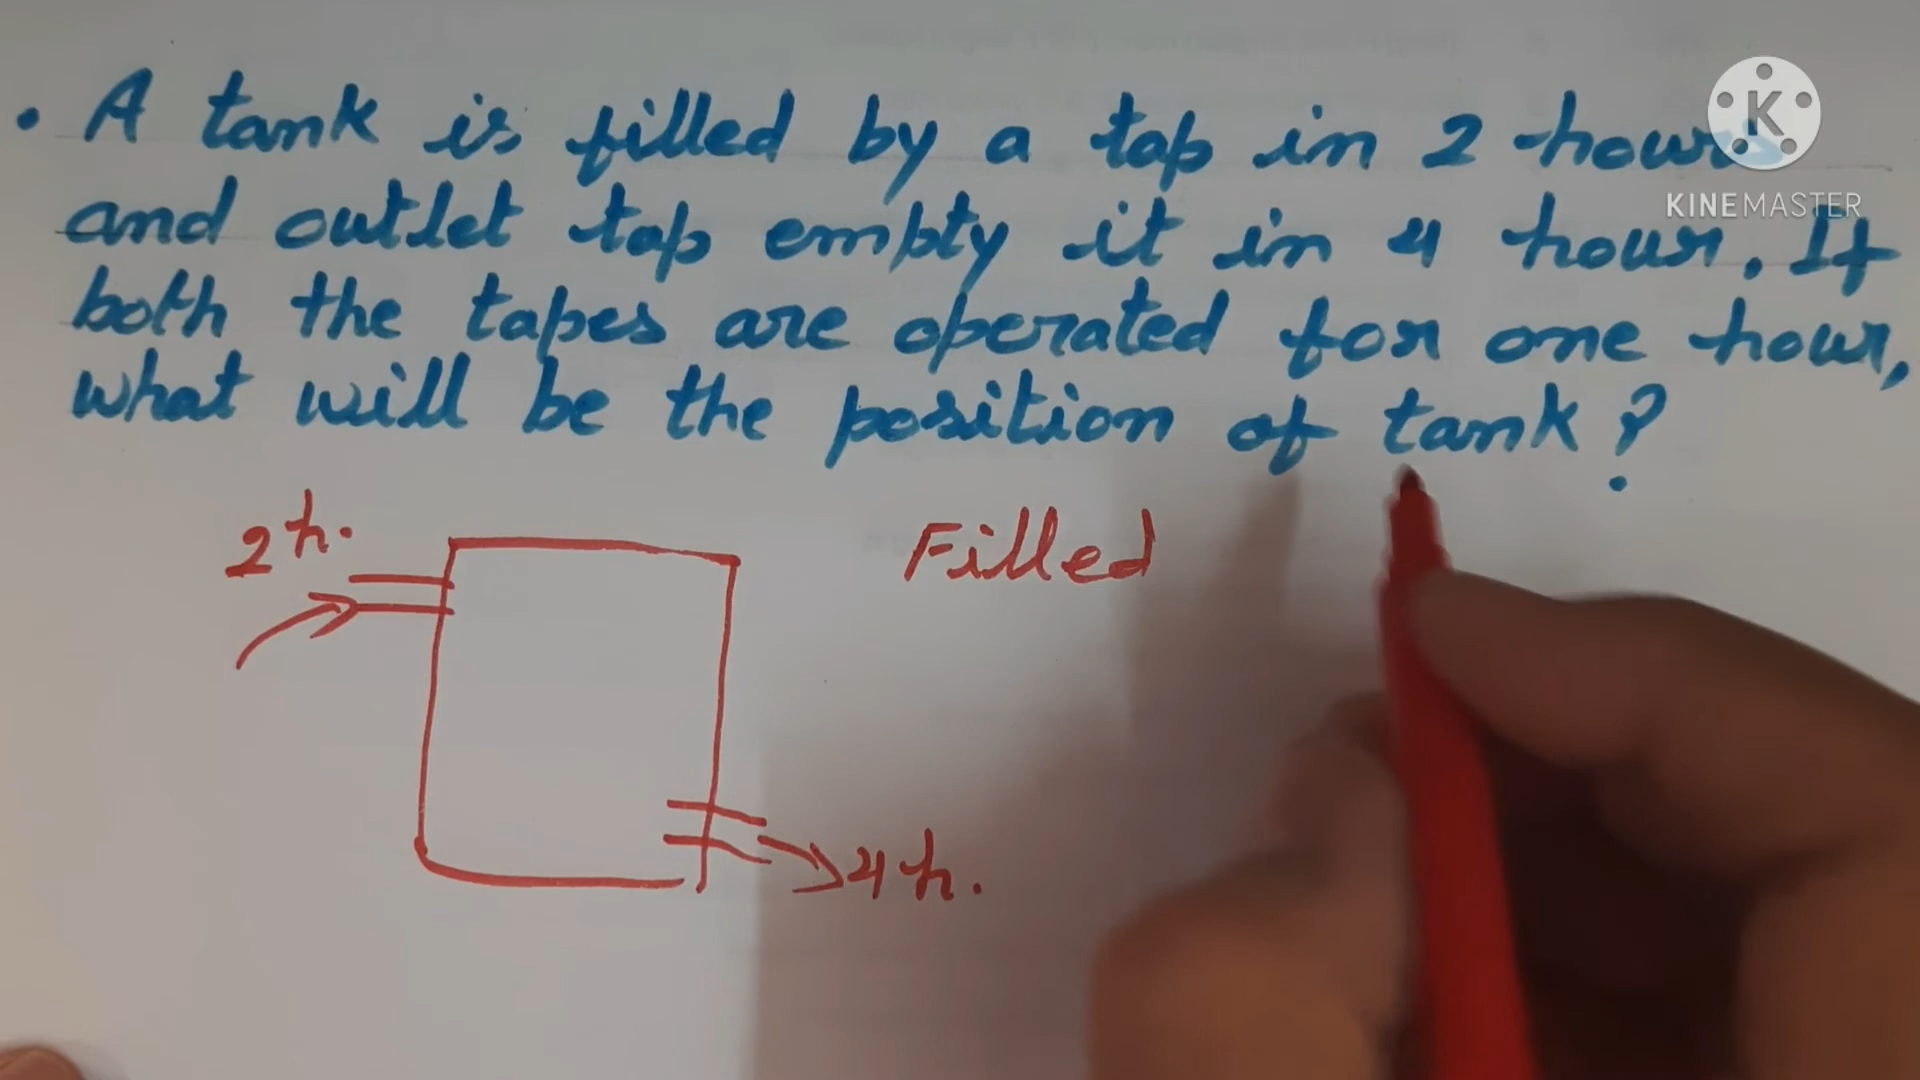 • A tank is filled by a tap in 2 hours
and outlet tap empty it in 4 hour. If
both the tapes are operated for one hour,
what will be the position of tank?
2 h.
Filled
4 h.
K
KINEMASTER